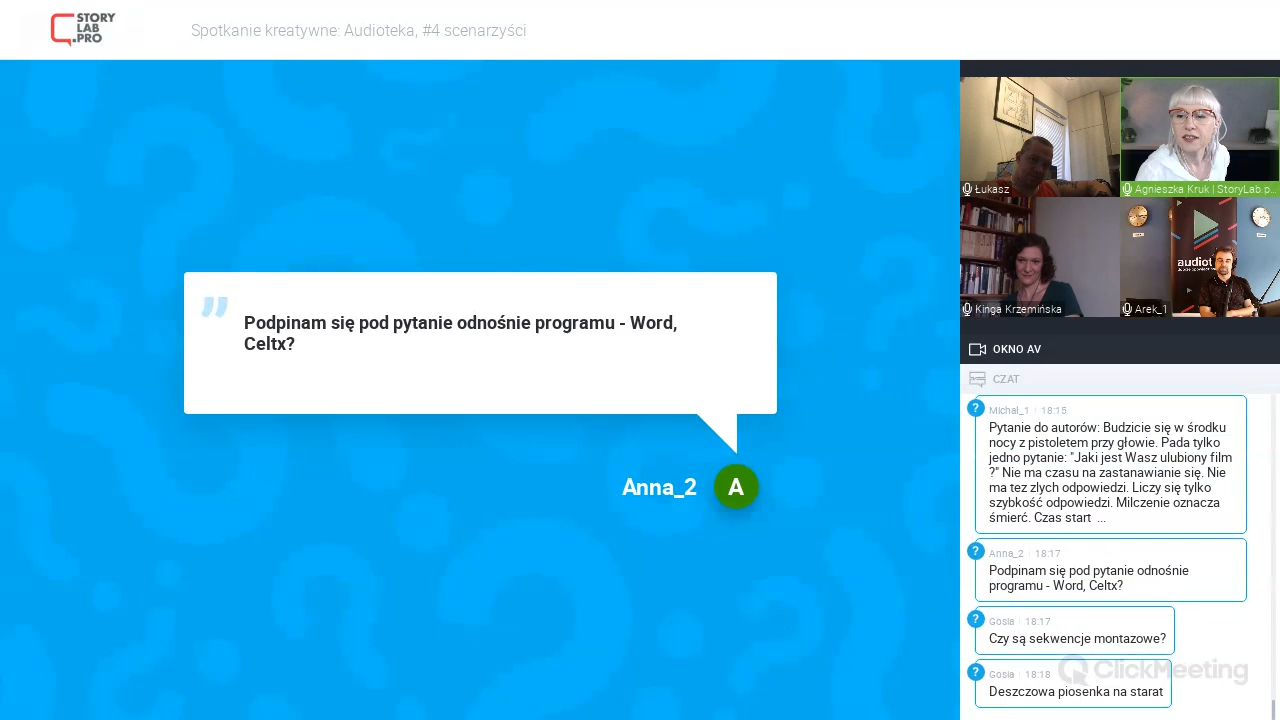 STORY
LAB
.PRO
Spotkanie kreatywne: Audioteka, #4 scenarzyści
Podpinam się pod pytanie odnośnie programu - Word,
Celtx?
Anna_2
A
Łukasz
Agnieszka Kruk | StoryLab p...
audiot
Kinga Krzemińska
Arek_1
OKNO AV
CZAT
?
Michał_1 18:15
Pytanie do autorów: Budzicie się w środku
nocy z pistoletem przy głowie. Pada tylko
jedno pytanie: "Jaki jest Wasz ulubiony film
?" Nie ma czasu na zastanawianie się. Nie
ma tez zlych odpowiedzi. Liczy się tylko
szybkość odpowiedzi. Milczenie oznacza
śmierć. Czas start ...
?
Anna_2 18:17
Podpinam się pod pytanie odnośnie
programu - Word, Celtx?
?
Gosia 18:17
Czy są sekwencje montazowe?
?
Gosia 18:18
Deszczowa piosenka na starat
ClickMeeting